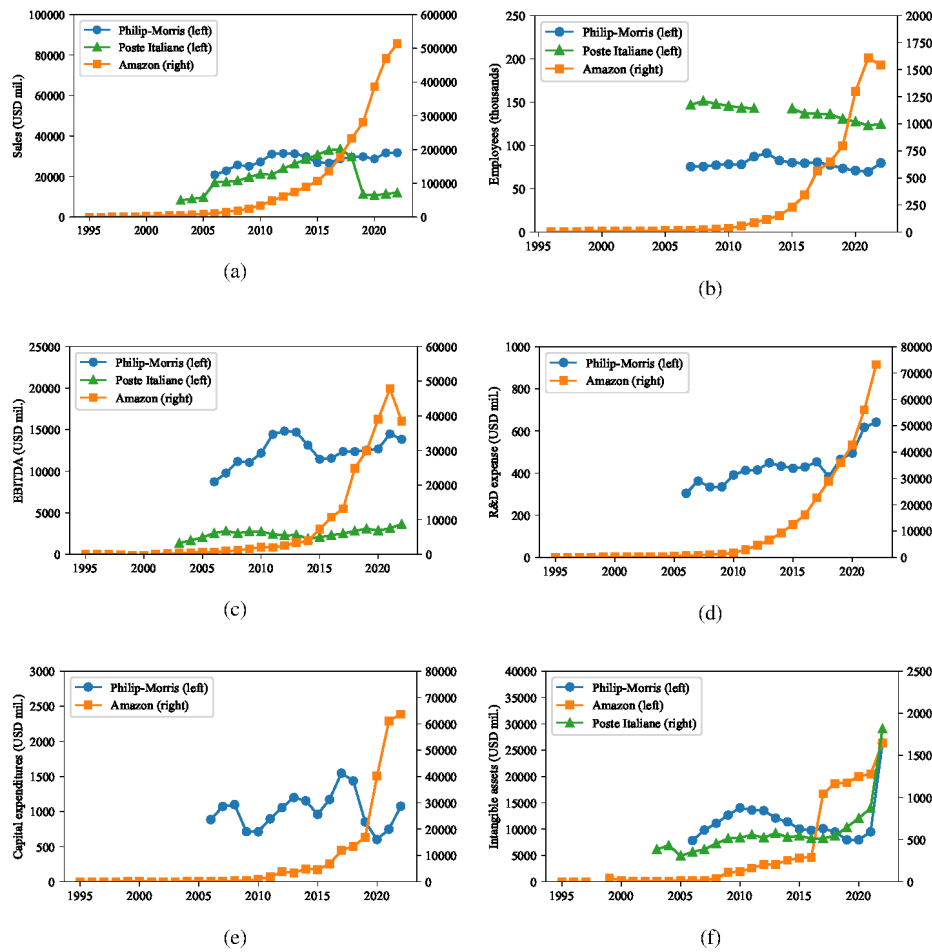 100000 600000
Philip-Morris (left)
Poste Italiane (left)
Amazon (right)
80000 500000
60000 400000
300000
40000 200000
20000 100000
0 0
Sales (USD mil.)
1995 2000 2005 2010 2015 2020
(a)
250 2000
Philip-Morris (left)
Poste Italiane (left)
Amazon (right)
200 1750
1500
150 1250
1000
100 750
50 500
250
0 0
Employees (thousands)
1995 2000 2005 2010 2015 2020
(b)
25000 60000
Philip-Morris (left)
Poste Italiane (left)
Amazon (right)
20000 50000
15000 40000
30000
10000 20000
5000 10000
0 0
EBITDA (USD mil.)
1995 2000 2005 2010 2015 2020
(c)
1000 80000
Philip-Morris (left)
Amazon (right)
800 70000
60000
600 50000
40000
400 30000
200 20000
10000
0 0
R&D expense (USD mil.)
1995 2000 2005 2010 2015 2020
(d)
3000 80000
Philip-Morris (left)
Amazon (right)
2500 70000
2000 60000
50000
1500 40000
1000 30000
20000
500 10000
0 0
Capital expenditures (USD mil.)
1995 2000 2005 2010 2015 2020
(e)
40000 2500
Philip-Morris (left)
Amazon (left)
Poste Italiane (right)
35000
30000 2000
25000 1500
20000
15000 1000
10000
5000 500
0 0
Intangible assets (USD mil.)
1995 2000 2005 2010 2015 2020
(f)